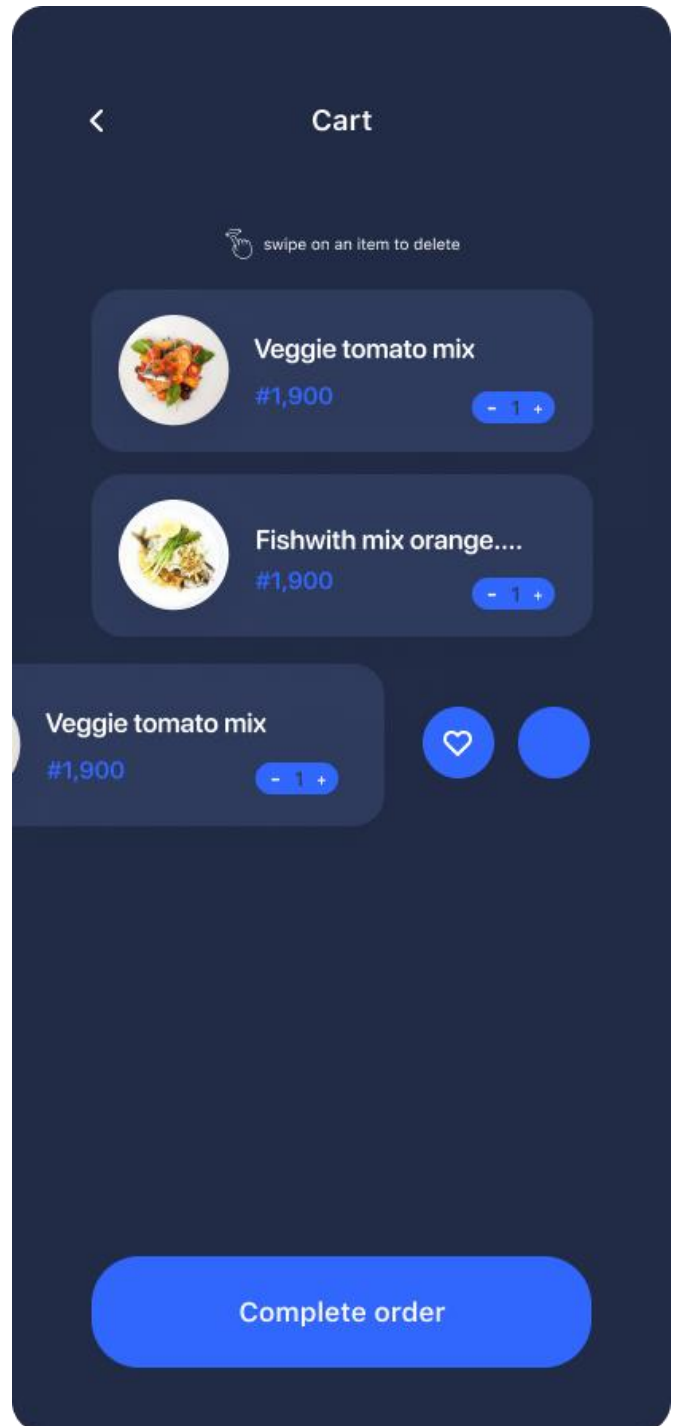 Cart
swipe on an item to delete
Veggie tomato mix
#1,900
- 1 +
Fishwith mix orange....
#1,900
- 1 +
Veggie tomato mix
#1,900
- 1 +
Complete order